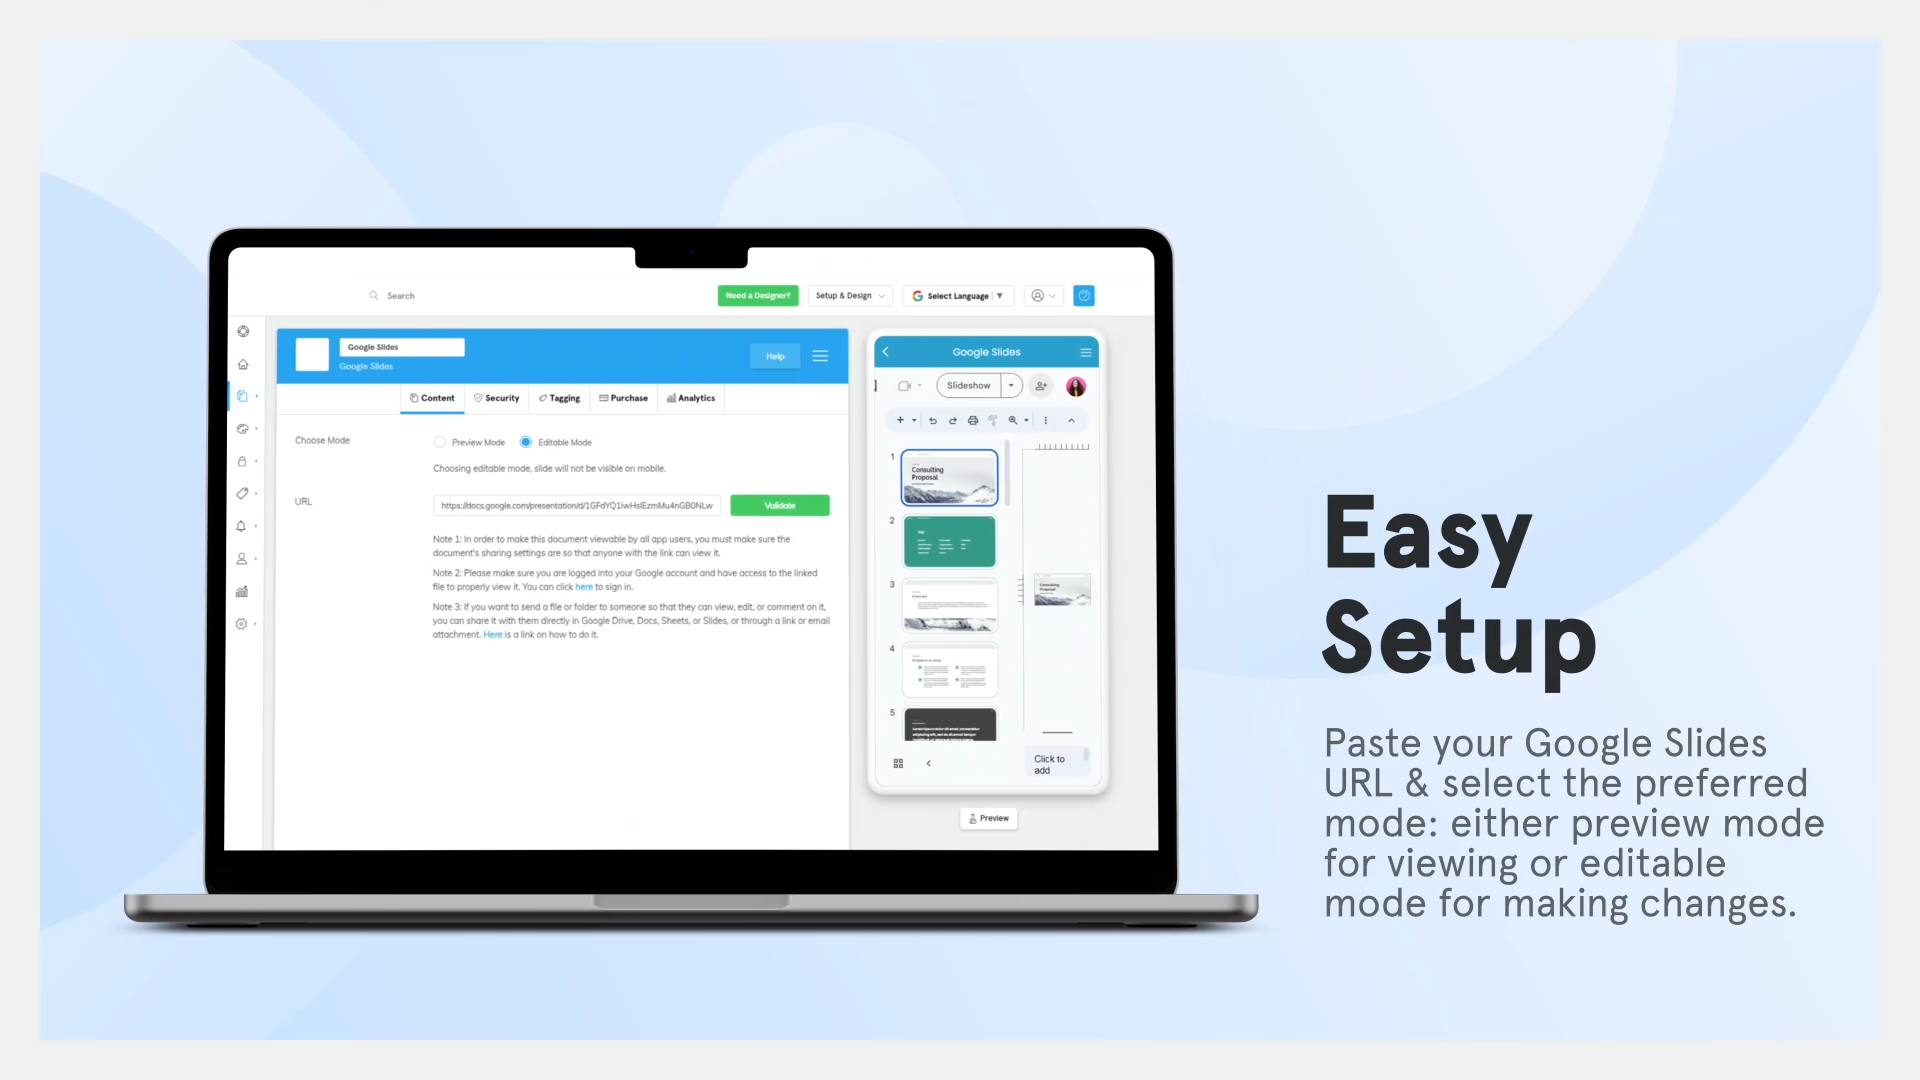 Search
Need a Designer?
Setup & Design
Select Language
Google Slides
Google Slides
Help
Content
Security
Tagging
Purchase
Analytics
Choose Mode
Preview Mode
Editable Mode
Choosing editable mode, slide will not be visible on mobile.
URL
https://docs.google.com/presentation/d/1GFdYQ1iwHslEzmMu4nGB0NLw
Validate
Note 1: In order to make this document viewable by all app users, you must make sure the
document's sharing settings are so that anyone with the link can view it.
Note 2: Please make sure you are logged into your Google account and have access to the linked
file to properly view it. You can click here to sign in.
Note 3: If you want to send a file or folder to someone so that they can view, edit, or comment on it,
you can share it with them directly in Google Drive, Docs, Sheets, or Slides, or through a link or email
attachment. Here is a link on how to do it.
Google Slides
Slideshow
1
Consulting
Proposal
2
3
4
5
Consulting
Proposal
Click to
add
Preview
Easy
Setup
Paste your Google Slides
URL & select the preferred
mode: either preview mode
for viewing or editable
mode for making changes.